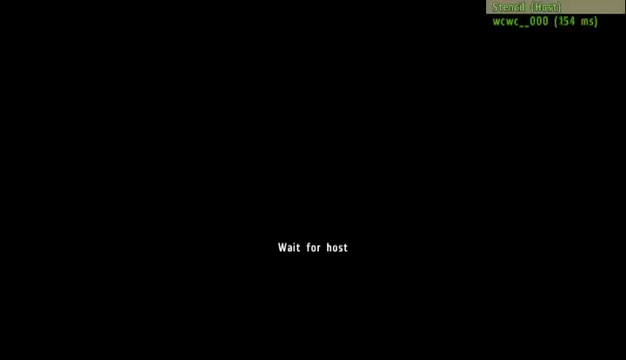 Stencil (Host)
wcwc__000 (154 ms)
Wait for host